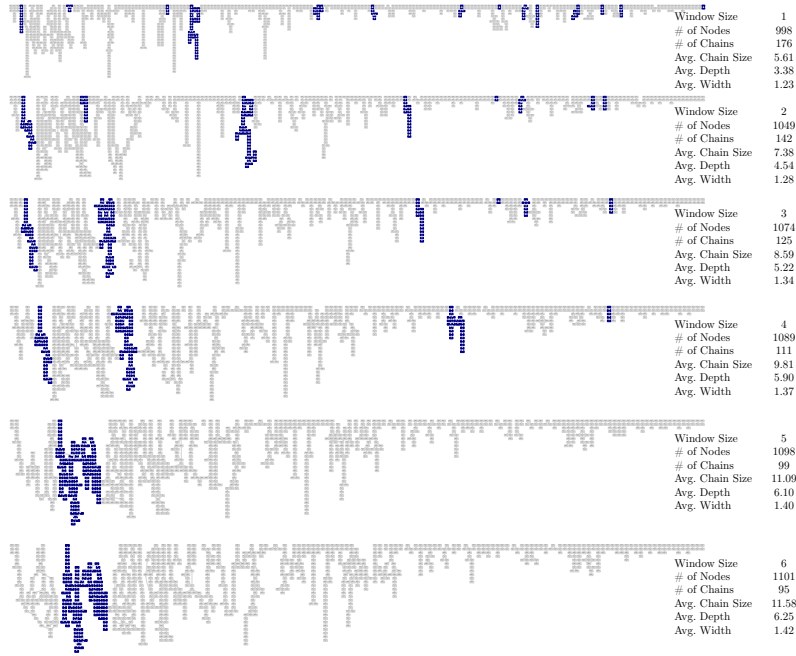 Window Size 1
# of Nodes 998
# of Chains 176
Avg. Chain Size 5.61
Avg. Depth 3.38
Avg. Width 1.23
Window Size 2
# of Nodes 1049
# of Chains 142
Avg. Chain Size 7.38
Avg. Depth 4.54
Avg. Width 1.28
Window Size 3
# of Nodes 1074
# of Chains 125
Avg. Chain Size 8.59
Avg. Depth 5.22
Avg. Width 1.34
Window Size 4
# of Nodes 1089
# of Chains 111
Avg. Chain Size 9.81
Avg. Depth 5.90
Avg. Width 1.37
Window Size 5
# of Nodes 1098
# of Chains 99
Avg. Chain Size 11.09
Avg. Depth 6.10
Avg. Width 1.40
Window Size 6
# of Nodes 1101
# of Chains 95
Avg. Chain Size 11.58
Avg. Depth 6.25
Avg. Width 1.42